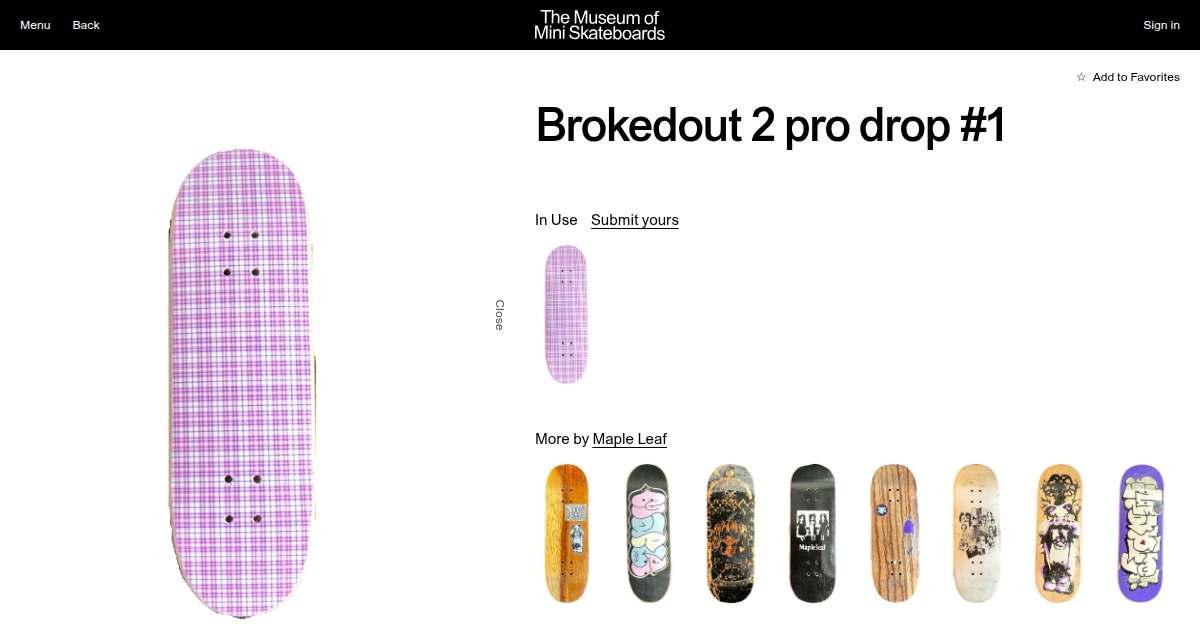 Menu
Back
The Museum of
Mini Skateboards
Sign in
☆ Add to Favorites
Brokedout 2 pro drop #1
In Use
Submit yours
Close
More by Maple Leaf
Mapleleaf